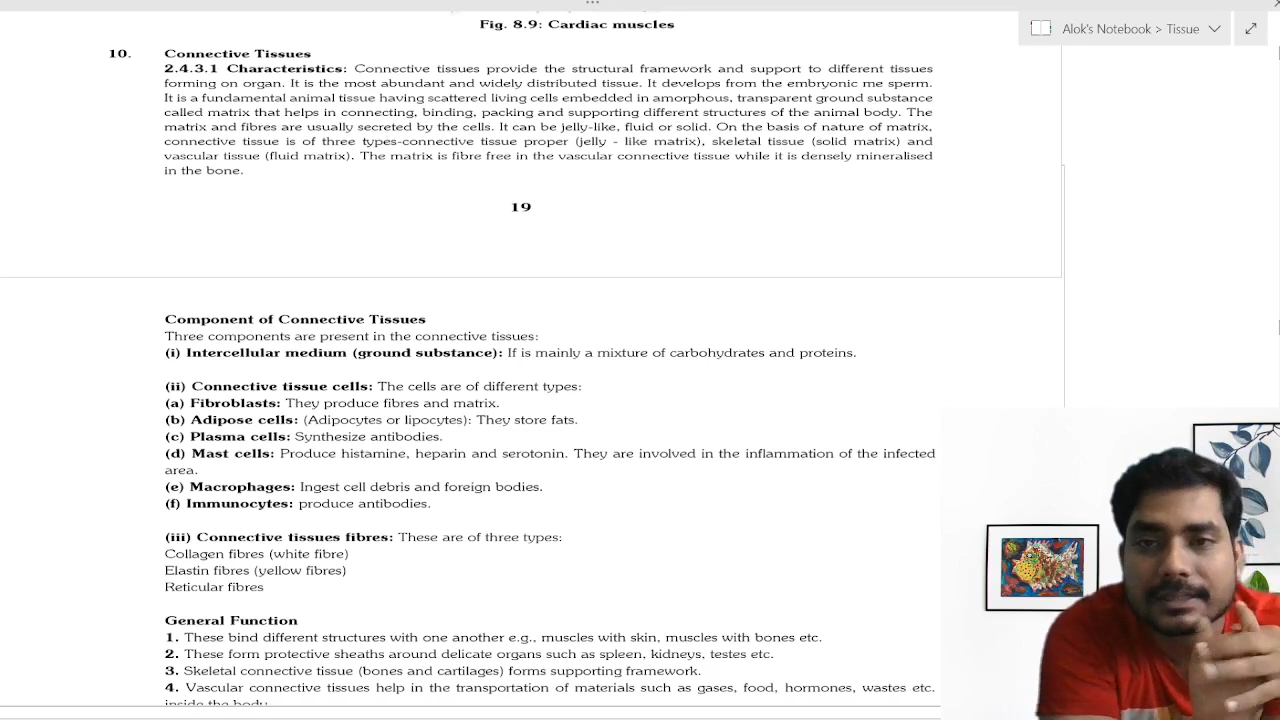 Fig. 8.9: Cardiac muscles
Alok's Notebook > Tissue
10. Connective Tissues
2.4.3.1 Characteristics: Connective tissues provide the structural framework and support to different tissues
forming on organ. It is the most abundant and widely distributed tissue. It develops from the embryonic me sperm.
It is a fundamental animal tissue having scattered living cells embedded in amorphous, transparent ground substance
called matrix that helps in connecting, binding, packing and supporting different structures of the animal body. The
matrix and fibres are usually secreted by the cells. It can be jelly-like, fluid or solid. On the basis of nature of matrix,
connective tissue is of three types-connective tissue proper (jelly - like matrix), skeletal tissue (solid matrix) and
vascular tissue (fluid matrix). The matrix is fibre free in the vascular connective tissue while it is densely mineralised
in the bone.
19
Component of Connective Tissues
Three components are present in the connective tissues:
(i) Intercellular medium (ground substance): If is mainly a mixture of carbohydrates and proteins.
(ii) Connective tissue cells: The cells are of different types:
(a) Fibroblasts: They produce fibres and matrix.
(b) Adipose cells: (Adipocytes or lipocytes): They store fats.
(c) Plasma cells: Synthesize antibodies.
(d) Mast cells: Produce histamine, heparin and serotonin. They are involved in the inflammation of the infected
area.
(e) Macrophages: Ingest cell debris and foreign bodies.
(f) Immunocytes: produce antibodies.
(iii) Connective tissues fibres: These are of three types:
Collagen fibres (white fibre)
Elastin fibres (yellow fibres)
Reticular fibres
General Function
1. These bind different structures with one another e.g., muscles with skin, muscles with bones etc.
2. These form protective sheaths around delicate organs such as spleen, kidneys, testes etc.
3. Skeletal connective tissue (bones and cartilages) forms supporting framework.
4. Vascular connective tissues help in the transportation of materials such as gases, food, hormones, wastes etc.
inside the body